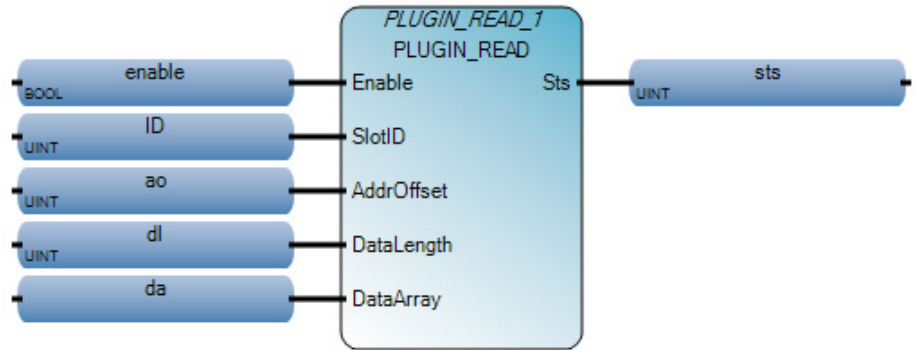 PLUGIN_READ_1
PLUGIN_READ
enable
BOOL
Enable
Sts
sts
UINT
ID
UINT
SlotID
ao
UINT
AddrOffset
dl
UINT
DataLength
da
DataArray